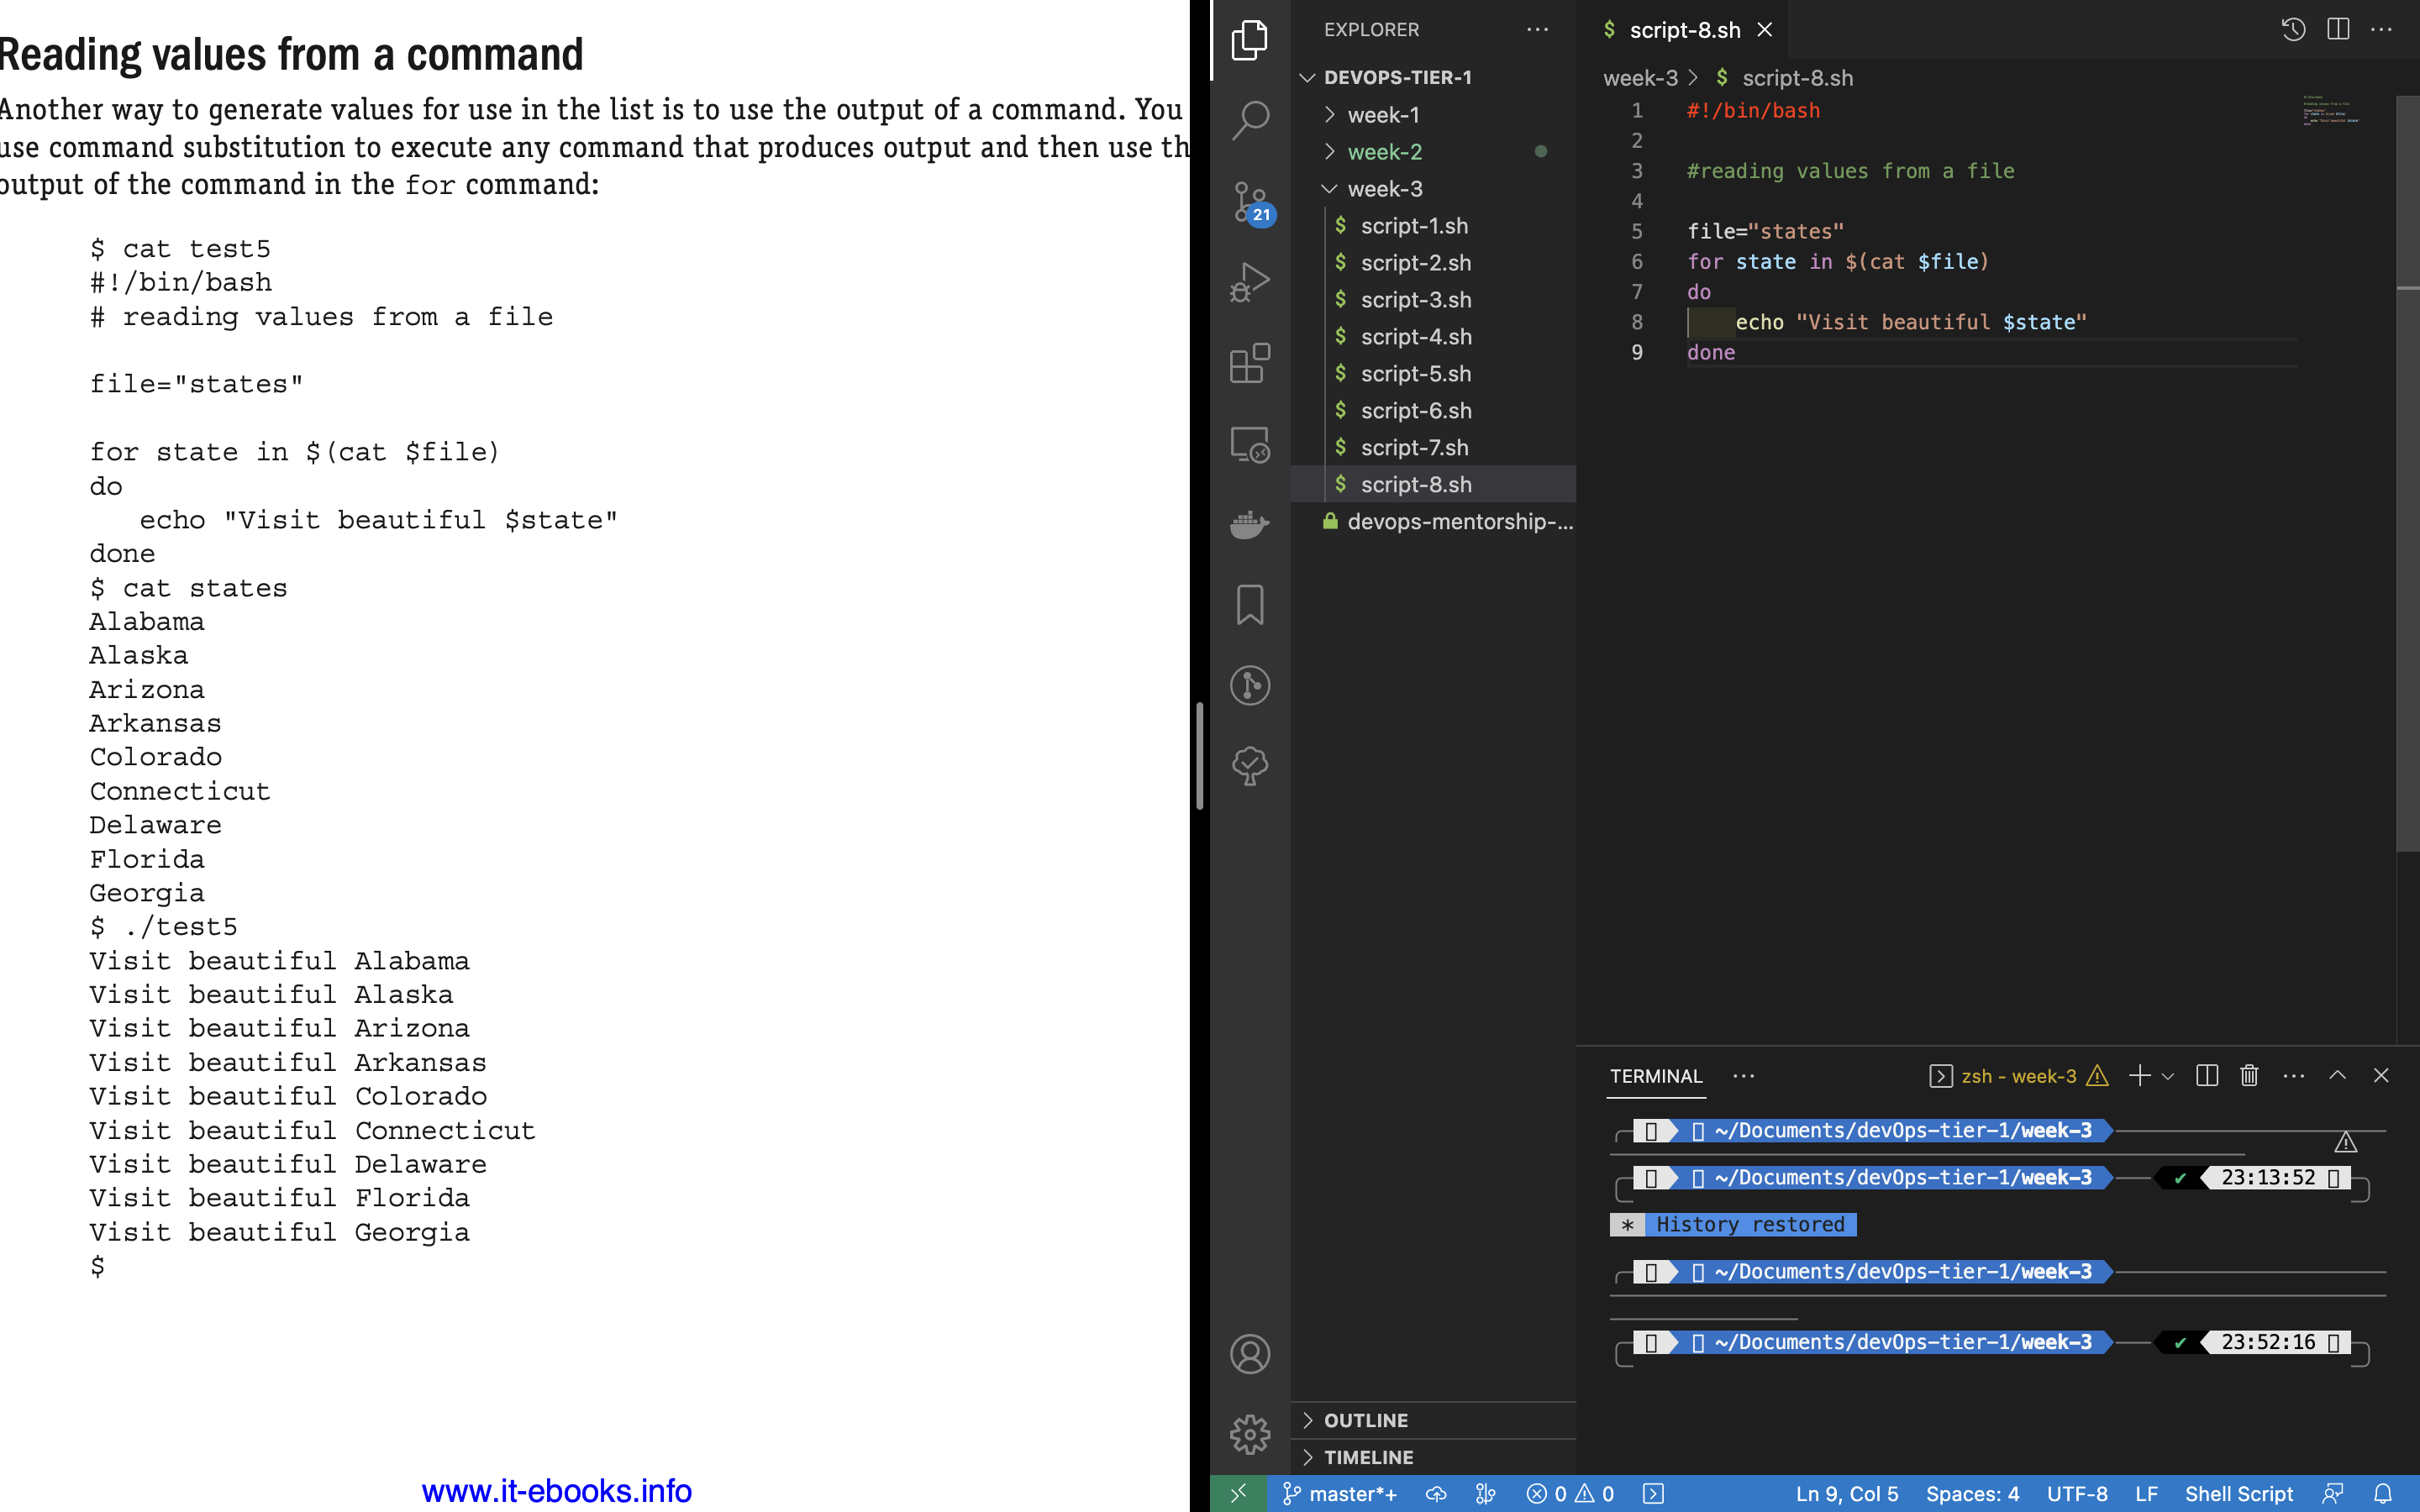 Reading values from a command
Another way to generate values for use in the list is to use the output of a command. You
use command substitution to execute any command that produces output and then use th
output of the command in the for command:
$ cat test5
#!/bin/bash
# reading values from a file
file="states"
for state in $(cat $file)
do
echo "Visit beautiful $state"
done
$ cat states
Alabama
Alaska
Arizona
Arkansas
Colorado
Connecticut
Delaware
Florida
Georgia
$ ./test5
Visit beautiful Alabama
Visit beautiful Alaska
Visit beautiful Arizona
Visit beautiful Arkansas
Visit beautiful Colorado
Visit beautiful Connecticut
Visit beautiful Delaware
Visit beautiful Florida
Visit beautiful Georgia
$
www.it-ebooks.info
21
EXPLORER
DEVOPS-TIER-1
week-1
week-2
week-3
$ script-1.sh
$ script-2.sh
$ script-3.sh
$ script-4.sh
$ script-5.sh
$ script-6.sh
$ script-7.sh
$ script-8.sh
devops-mentorship-...
OUTLINE
TIMELINE
$ script-8.sh
week-3 > $ script-8.sh
1 #!/bin/bash
2
3 #reading values from a file
4
5 file="states"
6 for state in $(cat $file)
7 do
8 echo "Visit beautiful $state"
9 done
TERMINAL
zsh - week-3
~/Documents/devOps-tier-1/week-3
~/Documents/devOps-tier-1/week-3 ✔ 23:13:52
* History restored
~/Documents/devOps-tier-1/week-3
~/Documents/devOps-tier-1/week-3 ✔ 23:52:16
master*+ 0 0 Ln 9, Col 5 Spaces: 4 UTF-8 LF Shell Script